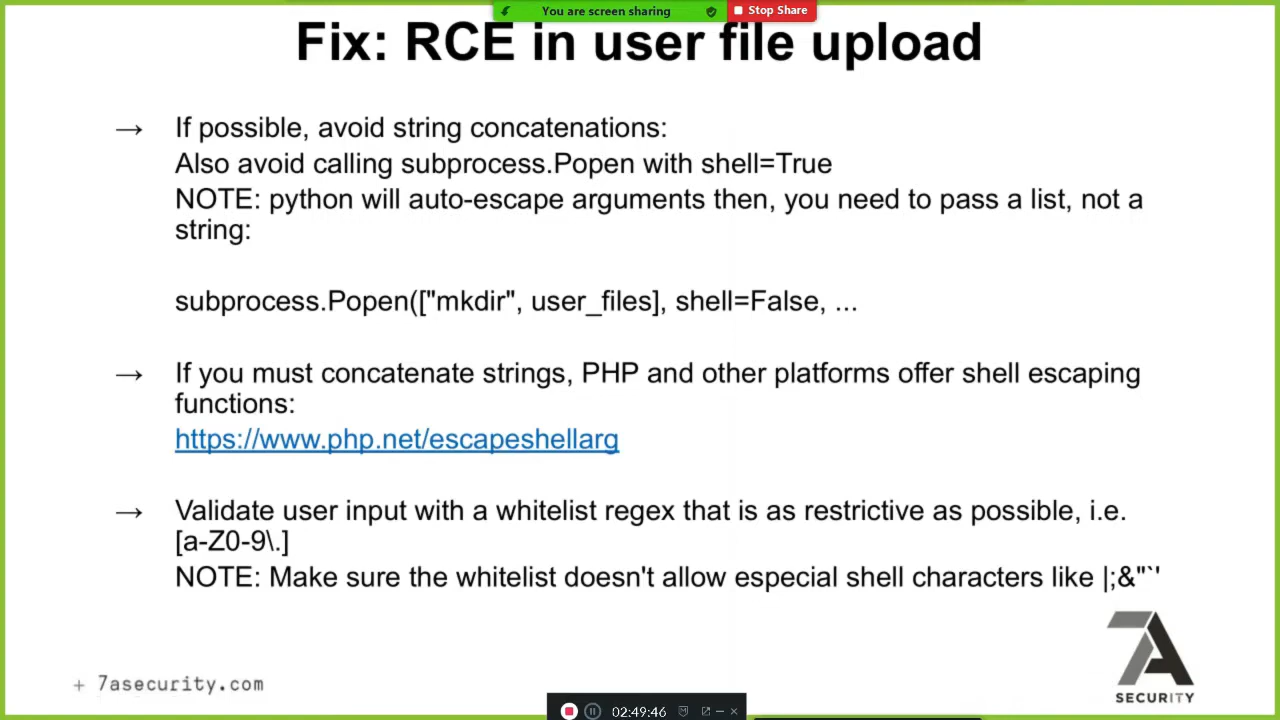 You are screen sharing
Stop Share
Fix: RCE in user file upload
→ If possible, avoid string concatenations:
Also avoid calling subprocess.Popen with shell=True
NOTE: python will auto-escape arguments then, you need to pass a list, not a
string:
subprocess.Popen(["mkdir", user_files], shell=False, ...
→ If you must concatenate strings, PHP and other platforms offer shell escaping
functions:
https://www.php.net/escapeshellarg
→ Validate user input with a whitelist regex that is as restrictive as possible, i.e.
[a-Z0-9\.]
NOTE: Make sure the whitelist doesn't allow especial shell characters like |;&"`'
+ 7asecurity.com
7A
SECURITY
02:49:46